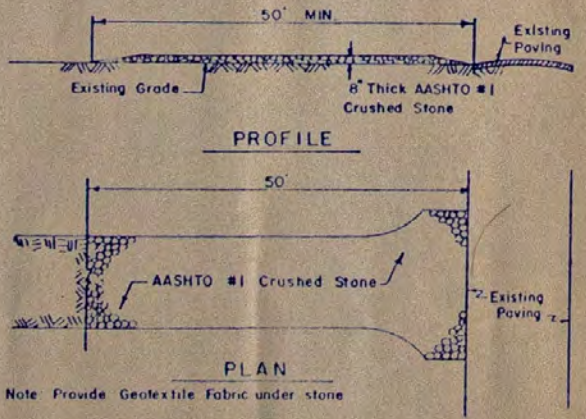 50' MIN.
Existing
Paving
Existing Grade
8" Thick AASHTO #1
Crushed Stone
PROFILE
50'
AASHTO #1 Crushed Stone
Existing
Paving
PLAN
Note: Provide Geotextile Fabric under stone